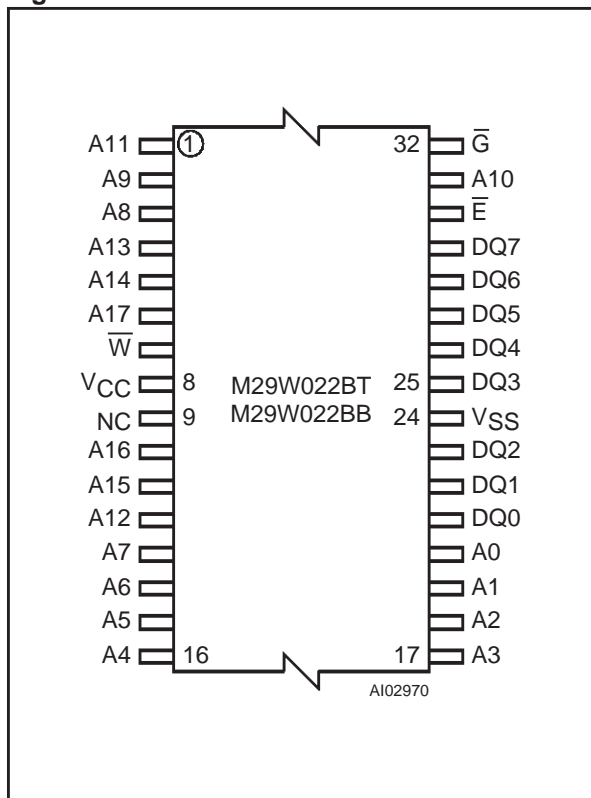 A11 1 32 G̅
A9 A10
A8 E̅
A13 DQ7
A14 DQ6
A17 DQ5
W̅ DQ4
VCC 8 M29W022BT 25 DQ3
NC 9 M29W022BB 24 VSS
A16 DQ2
A15 DQ1
A12 DQ0
A7 A0
A6 A1
A5 A2
A4 16 17 A3
AI02970